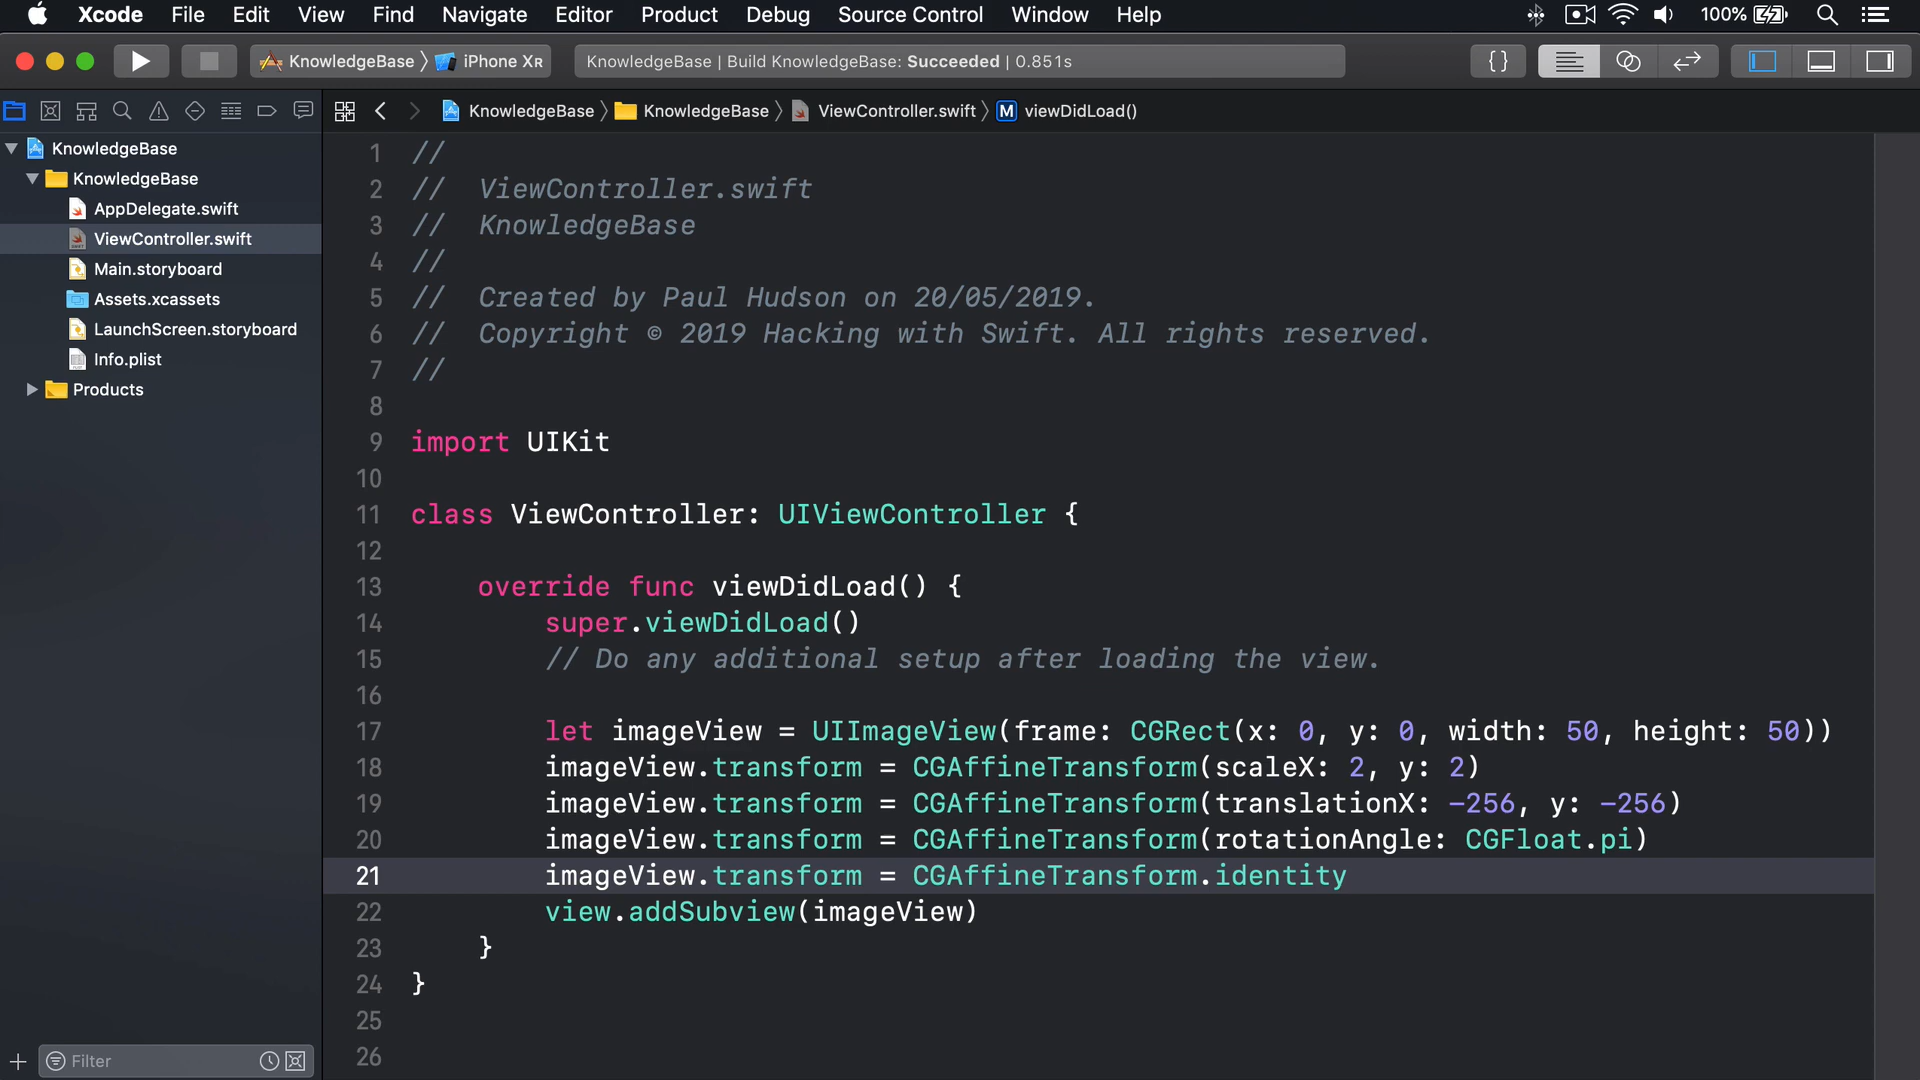 Xcode File Edit View Find Navigate Editor Product Debug Source Control Window Help 100%
KnowledgeBase 〉 iPhone XR KnowledgeBase | Build KnowledgeBase: Succeeded | 0.851s {}
KnowledgeBase 〉 KnowledgeBase 〉 ViewController.swift 〉 M viewDidLoad()
KnowledgeBase
KnowledgeBase
AppDelegate.swift
ViewController.swift
Main.storyboard
Assets.xcassets
LaunchScreen.storyboard
Info.plist
Products
Filter
1 //
2 //  ViewController.swift
3 //  KnowledgeBase
4 //
5 //  Created by Paul Hudson on 20/05/2019.
6 //  Copyright © 2019 Hacking with Swift. All rights reserved.
7 //
8
9 import UIKit
10
11 class ViewController: UIViewController {
12
13     override func viewDidLoad() {
14         super.viewDidLoad()
15         // Do any additional setup after loading the view.
16
17         let imageView = UIImageView(frame: CGRect(x: 0, y: 0, width: 50, height: 50))
18         imageView.transform = CGAffineTransform(scaleX: 2, y: 2)
19         imageView.transform = CGAffineTransform(translationX: -256, y: -256)
20         imageView.transform = CGAffineTransform(rotationAngle: CGFloat.pi)
21         imageView.transform = CGAffineTransform.identity
22         view.addSubview(imageView)
23     }
24 }
25
26